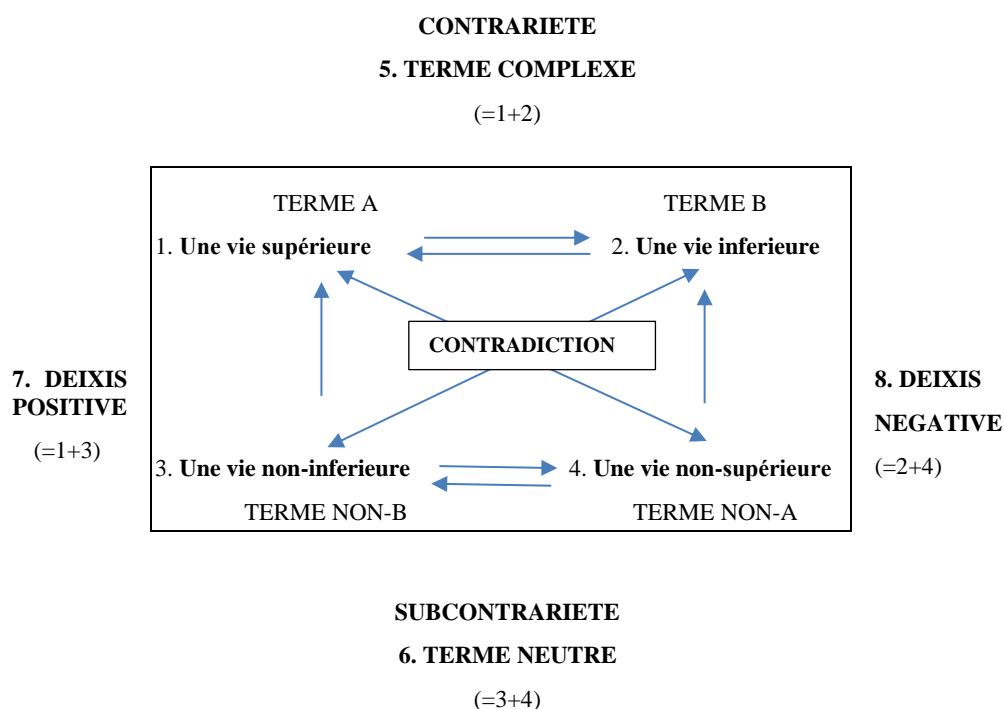 CONTRARIETE
5. TERME COMPLEXE
(=1+2)
TERME A
TERME B
1. Une vie supérieure
2. Une vie inferieure
CONTRADICTION
7. DEIXIS
POSITIVE
(=1+3)
8. DEIXIS
NEGATIVE
(=2+4)
3. Une vie non-inferieure
4. Une vie non-supérieure
TERME NON-B
TERME NON-A
SUBCONTRARIETE
6. TERME NEUTRE
(=3+4)